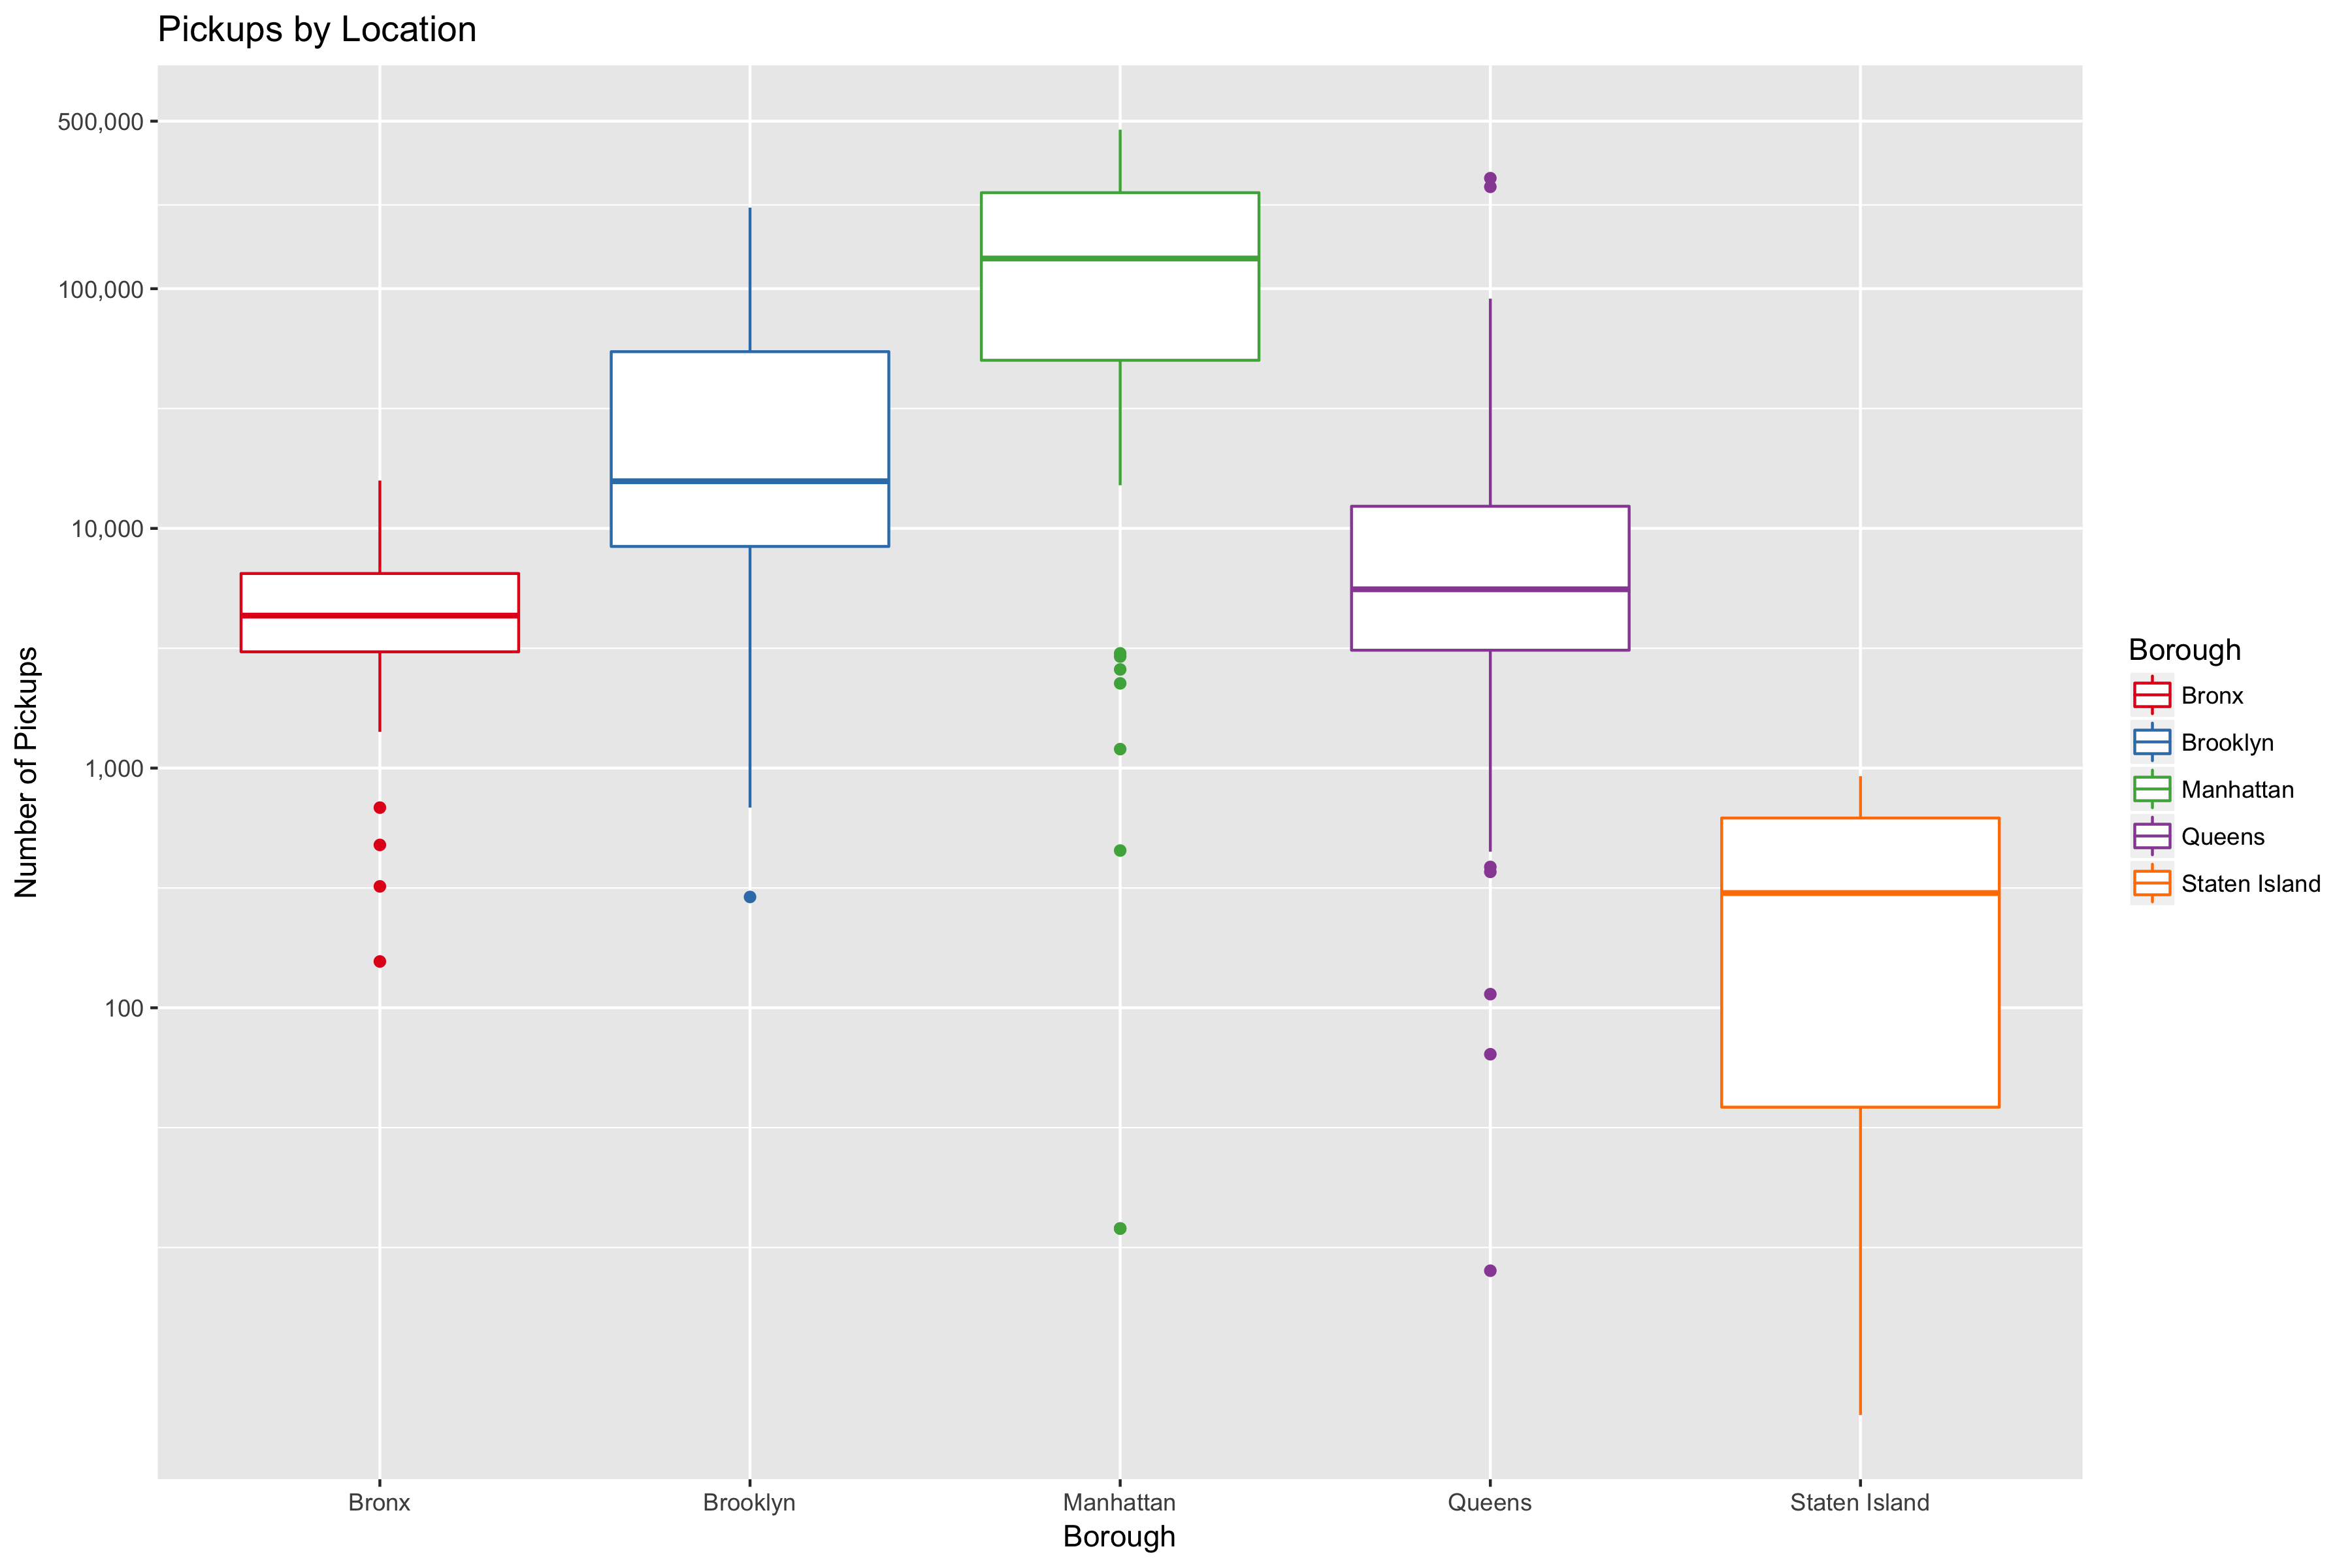 Pickups by Location
Number of Pickups
500,000
100,000
10,000
1,000
100
Bronx
Brooklyn
Manhattan
Queens
Staten Island
Borough
Borough
Bronx
Brooklyn
Manhattan
Queens
Staten Island